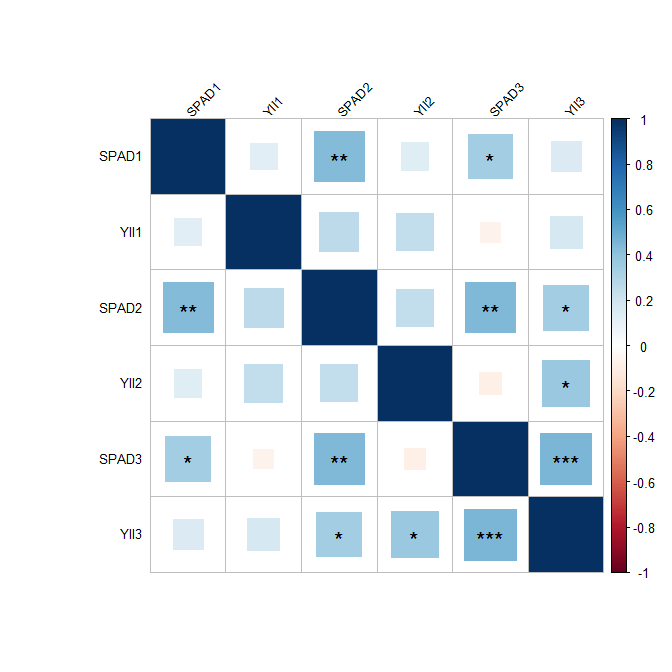 SPAD1 YII1 SPAD2 YII2 SPAD3 YII3
SPAD1 ** *
YII1
SPAD2 ** ** *
YII2 *
SPAD3 * ** ***
YII3 * * ***
1
0.8
0.6
0.4
0.2
0
-0.2
-0.4
-0.6
-0.8
-1